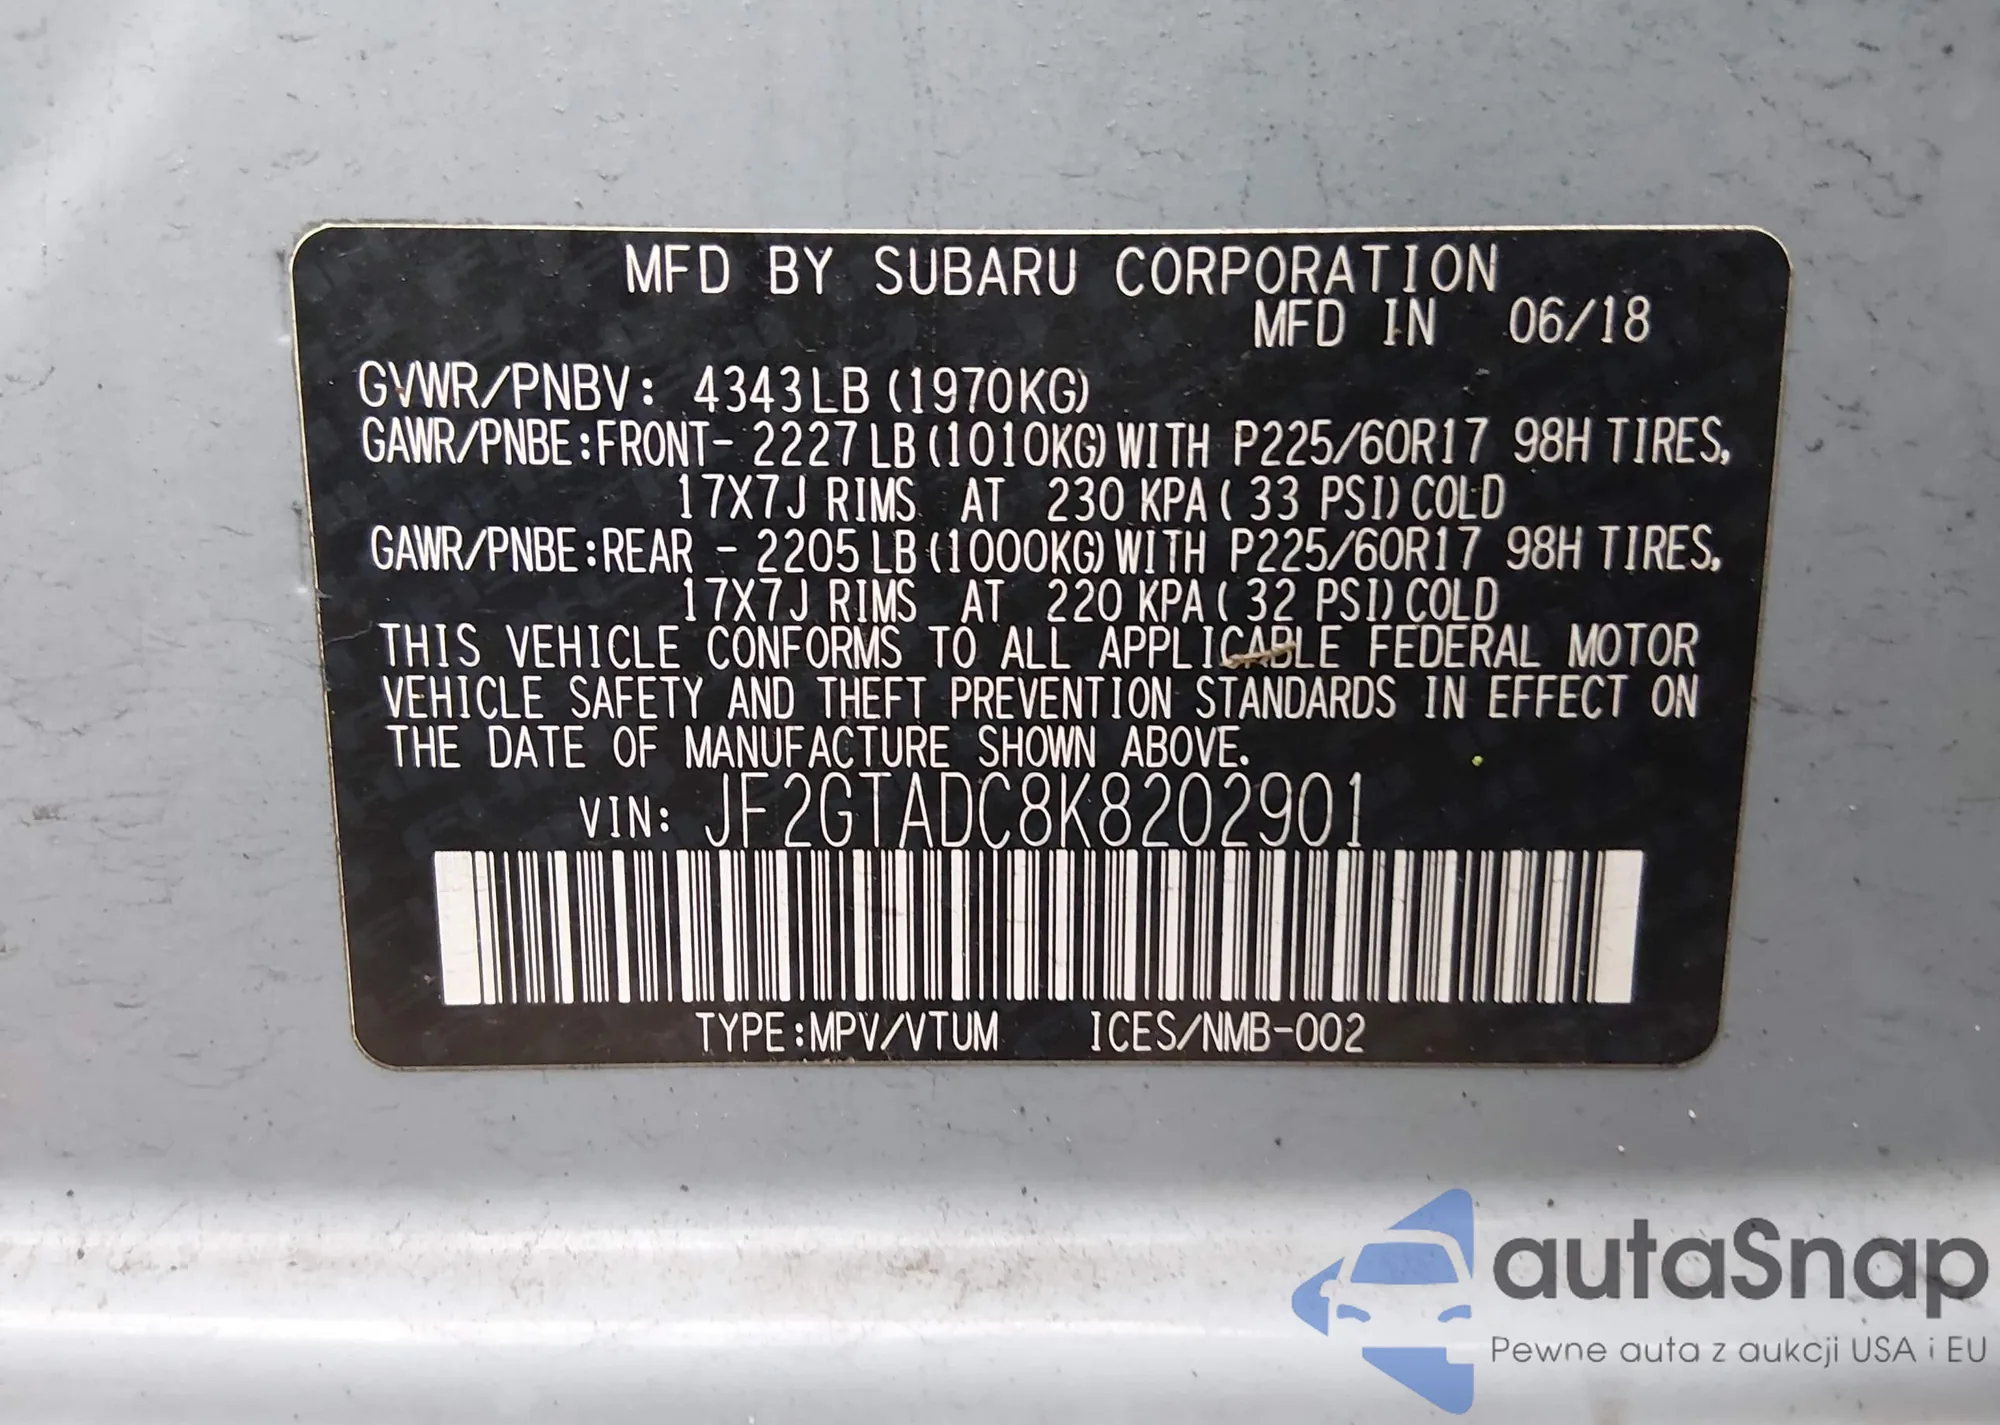 MFD BY SUBARU CORPORATION
MFD IN 06/18
GVWR/PNBV: 4343LB (1970KG)
GAWR/PNBE:FRONT- 2227LB (1010KG) WITH P225/60R17 98H TIRES,
17X7J RIMS AT 230 KPA( 33 PSI) COLD
GAWR/PNBE:REAR - 2205LB (1000KG) WITH P225/60R17 98H TIRES,
17X7J RIMS AT 220 KPA( 32 PSI) COLD
THIS VEHICLE CONFORMS TO ALL APPLICABLE FEDERAL MOTOR
VEHICLE SAFETY AND THEFT PREVENTION STANDARDS IN EFFECT ON
THE DATE OF MANUFACTURE SHOWN ABOVE.
VIN: JF2GTADC8K8202901
TYPE:MPV/VTUM ICES/NMB-002
autaSnap
Pewne auta z aukcji USA i EU